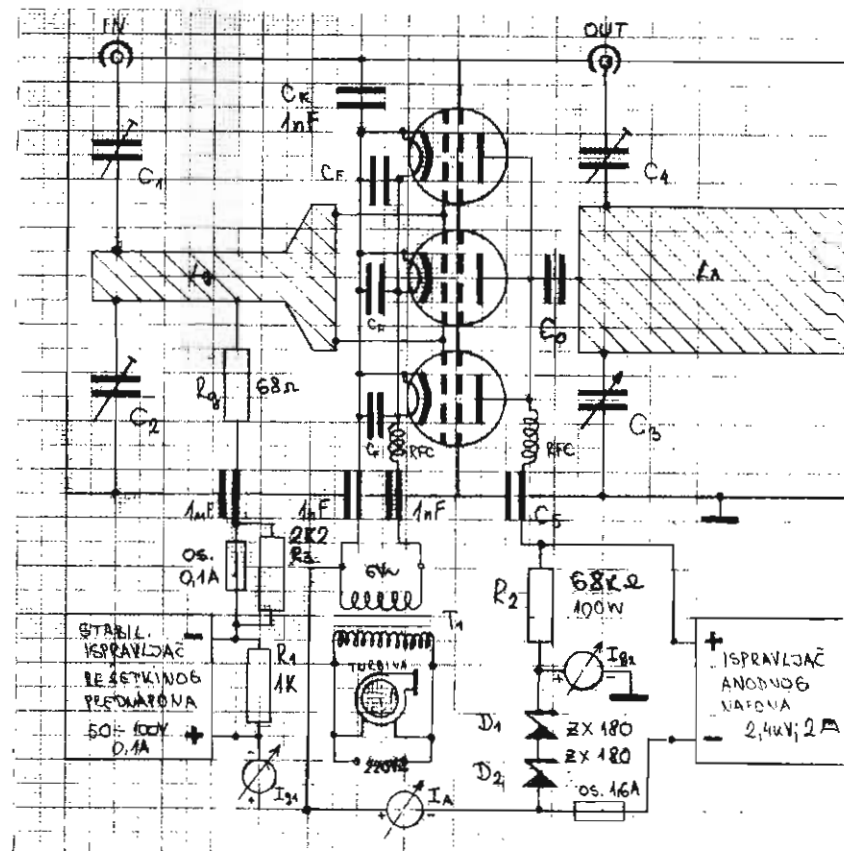 IN
OUT
CK
1nF
CF
C1
C4
Lg
LA
CF
C0
C2
Rg
68Ω
CF
RFC
RFC
C3
1nF
1nF
1nF
C5
os.
0,1A
2K2
R3
6V~
R2
68KΩ
100W
T1
STABIL.
ISPRAVLJAČ
REŠETKINOG
PREDNAPONA
50-100V
0,1A
-
+
R1
1K
TURBINA
220V~
Ig2
+ -
D1
ZX 180
ZX 180
D2
+
ISPRAVLJAČ
ANODNOG
NAPONA
2,4KV; 2A
-
-
Ig1
+
IA
+ -
os. 1,6A